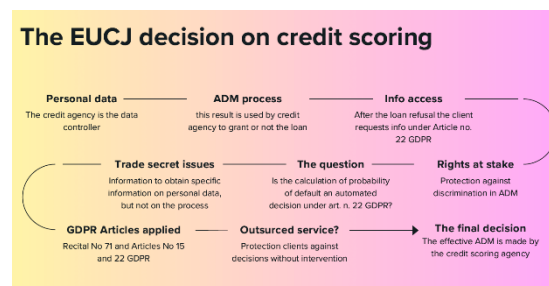 The EUCJ decision on credit scoring
Personal data
The credit agency is the data
controller
ADM process
this result is used by credit
agency to grant or not the loan
Info access
After the loan refusal the client
requests info under Article no.
22 GDPR
Rights at stake
Protection against
discrimination in ADM
The question
Is the calculation of probability
of default an automated
decision under art. n. 22 GDPR?
Trade secret issues
Information to obtain specific
information on personal data,
but not on the process
GDPR Articles applied
Recital No 71 and Articles No 15
and 22 GDPR
Outsurced service?
Protection clients against
decisions without intervention
The final decision
The effective ADM is made by
the credit scoring agency